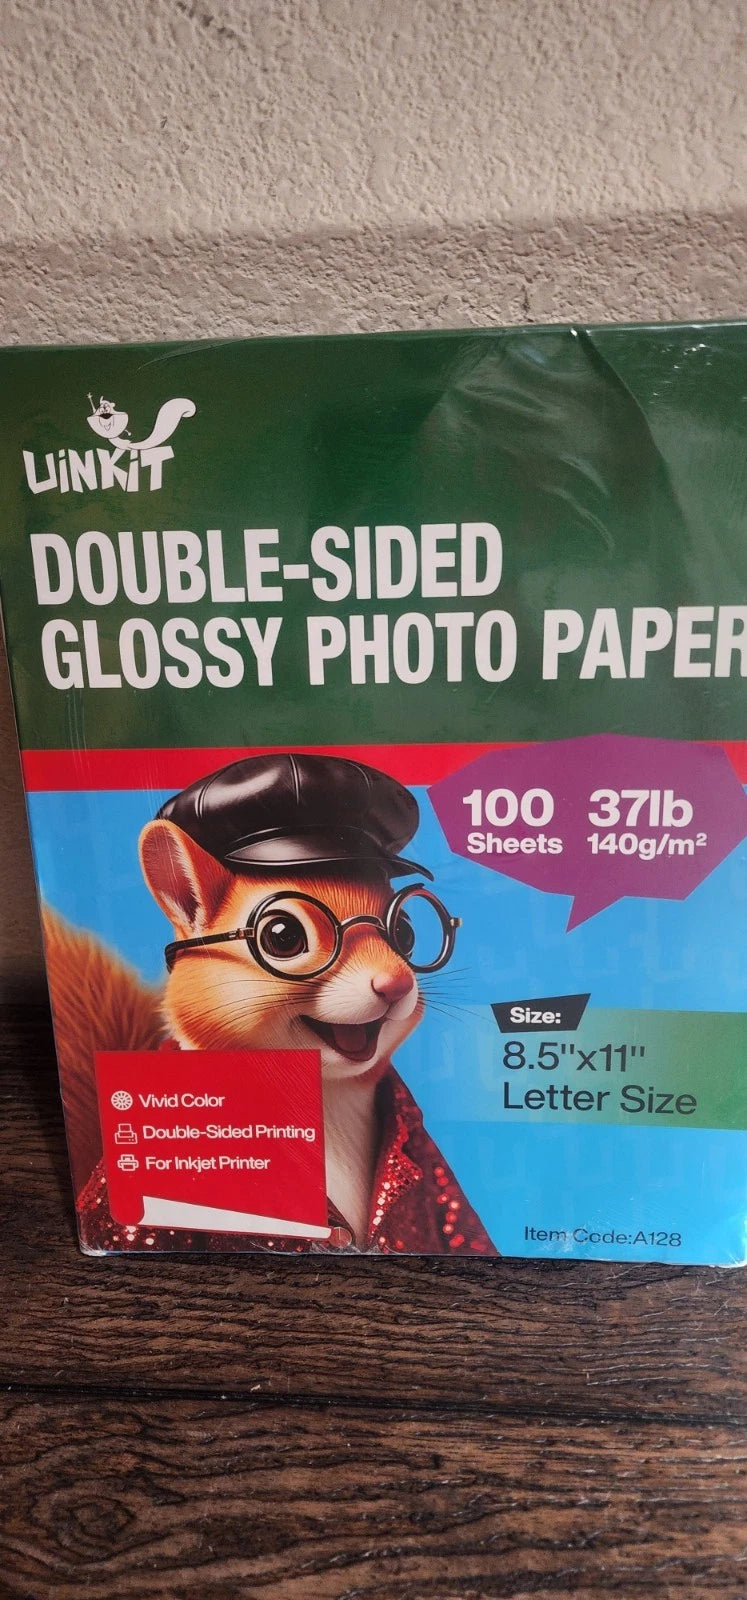 UiNKiT
DOUBLE-SIDED
GLOSSY PHOTO PAPER
100 37lb
Sheets 140g/m²
Size:
8.5"x11"
Letter Size
Vivid Color
Double-Sided Printing
For Inkjet Printer
Item Code:A128